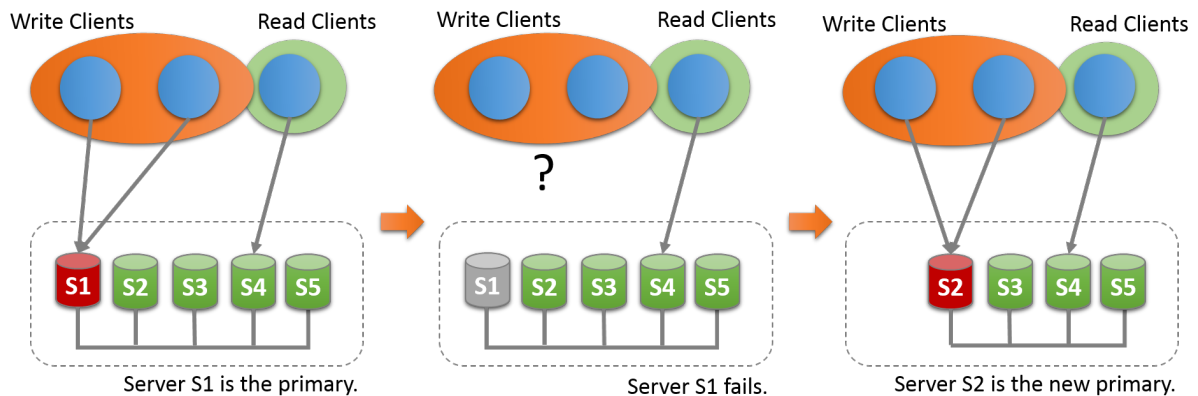 Write Clients
Read Clients
S1
S2
S3
S4
S5
Server S1 is the primary.
Write Clients
Read Clients
?
S1
S2
S3
S4
S5
Server S1 fails.
Write Clients
Read Clients
S2
S3
S4
S5
Server S2 is the new primary.